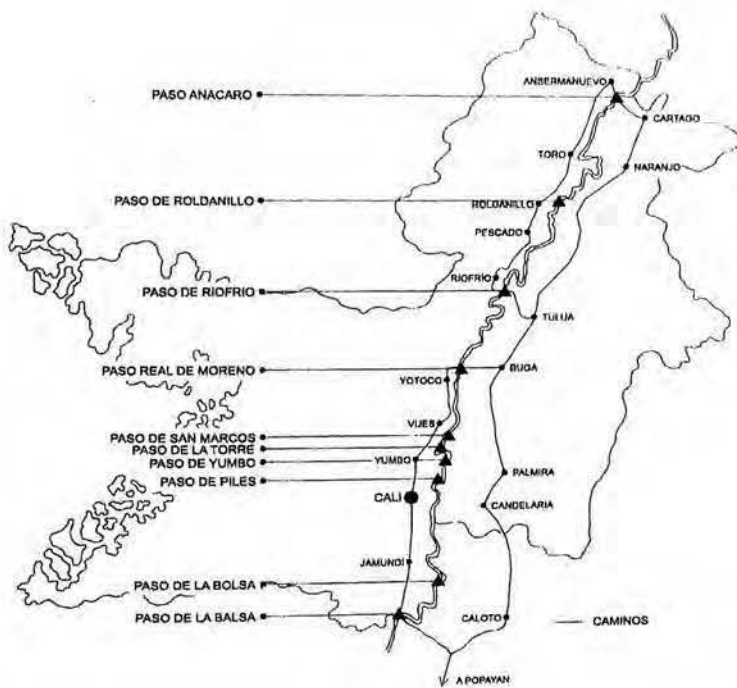 ANSERMANUEVO
PASO ANACARO
CARTAGO
TORO
NARANJO
PASO DE ROLDANILLO
ROLDANILLO
PESCADO
RIOFRÍO
PASO DE RIOFRIO
TULUA
PASO REAL DE MORENO
BUGA
YOTOCO
VIJES
PASO DE SAN MARCOS
PASO DE LA TORRE
PASO DE YUMBO
YUMBO
PALMIRA
PASO DE PILES
CALI
CANDELARIA
JAMUNDI
PASO DE LA BOLSA
PASO DE LA BALSA
CALOTO
CAMINOS
A POPAYAN